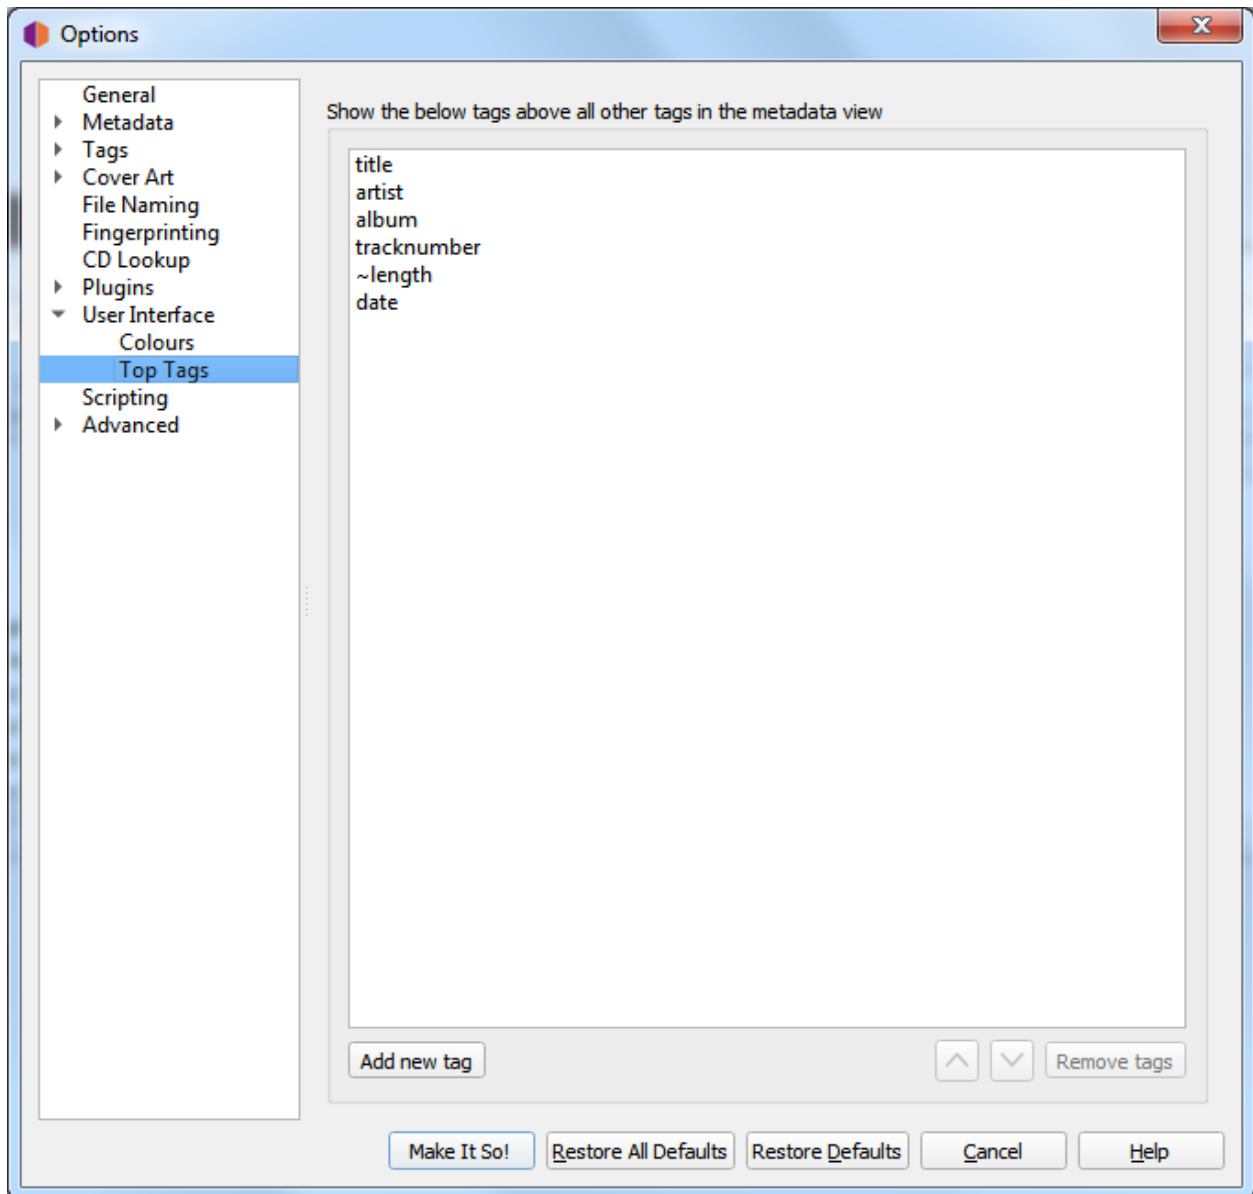 Options
General
Metadata
Tags
Cover Art
File Naming
Fingerprinting
CD Lookup
Plugins
User Interface
Colours
Top Tags
Scripting
Advanced
Show the below tags above all other tags in the metadata view
title
artist
album
tracknumber
~length
date
Add new tag
Remove tags
Make It So!
Restore All Defaults
Restore Defaults
Cancel
Help